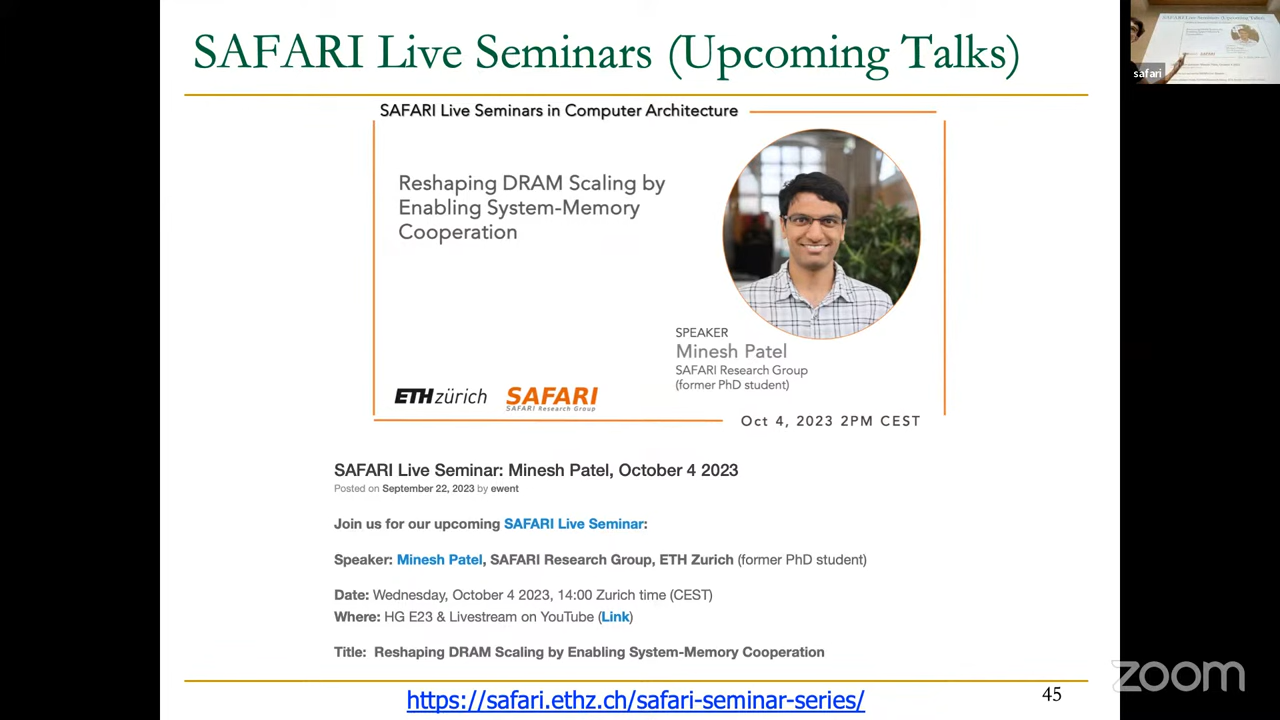 SAFARI Live Seminars (Upcoming Talks)
SAFARI Live Seminars in Computer Architecture
Reshaping DRAM Scaling by
Enabling System-Memory
Cooperation
SPEAKER
Minesh Patel
SAFARI Research Group
(former PhD student)
ETH zürich
SAFARI
SAFARI Research Group
Oct 4, 2023 2PM CEST
SAFARI Live Seminar: Minesh Patel, October 4 2023
Posted on September 22, 2023 by ewent
Join us for our upcoming SAFARI Live Seminar:
Speaker: Minesh Patel, SAFARI Research Group, ETH Zurich (former PhD student)
Date: Wednesday, October 4 2023, 14:00 Zurich time (CEST)
Where: HG E23 & Livestream on YouTube (Link)
Title: Reshaping DRAM Scaling by Enabling System-Memory Cooperation
https://safari.ethz.ch/safari-seminar-series/
45
safari
zoom